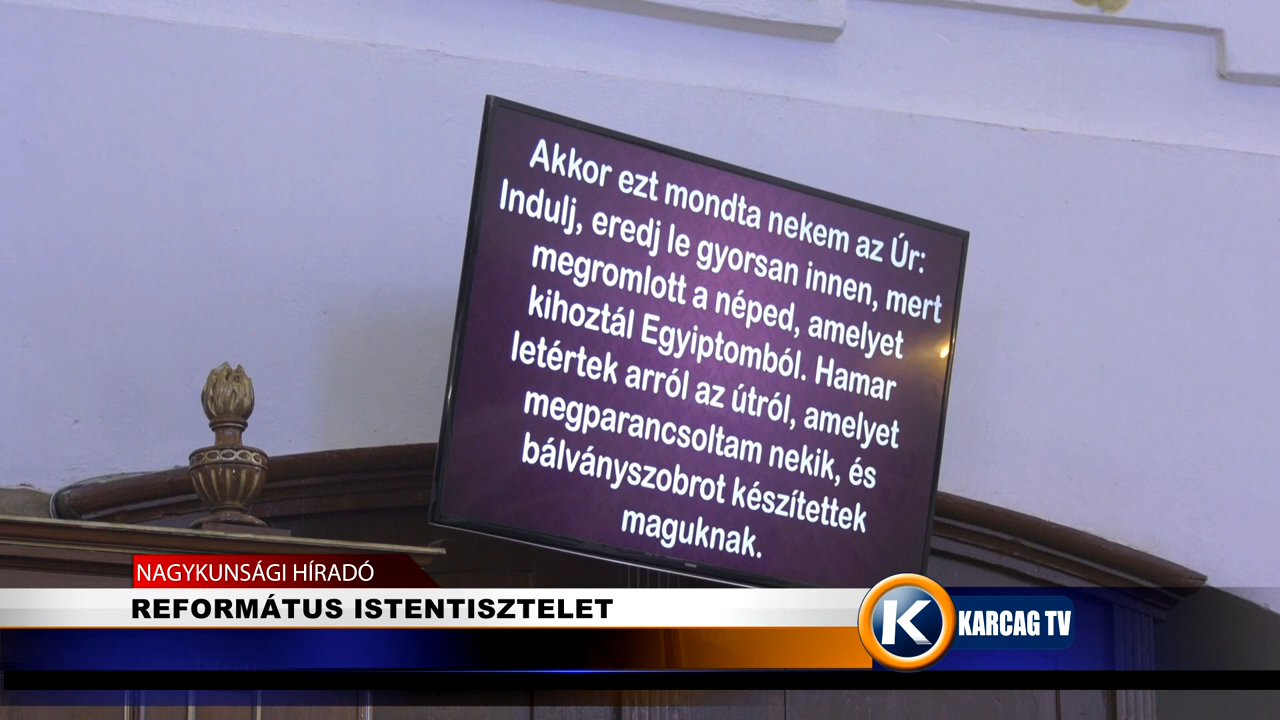 Akkor ezt mondta nekem az Úr:
Indulj, eredj le gyorsan innen, mert
megromlott a néped, amelyet
kihoztál Egyiptomból. Hamar
letértek arról az útról, amelyet
megparancsoltam nekik, és
bálványszobrot készítettek
maguknak.
NAGYKUNSÁGI HÍRADÓ
REFORMÁTUS ISTENTISZTELET
K KARCAG TV